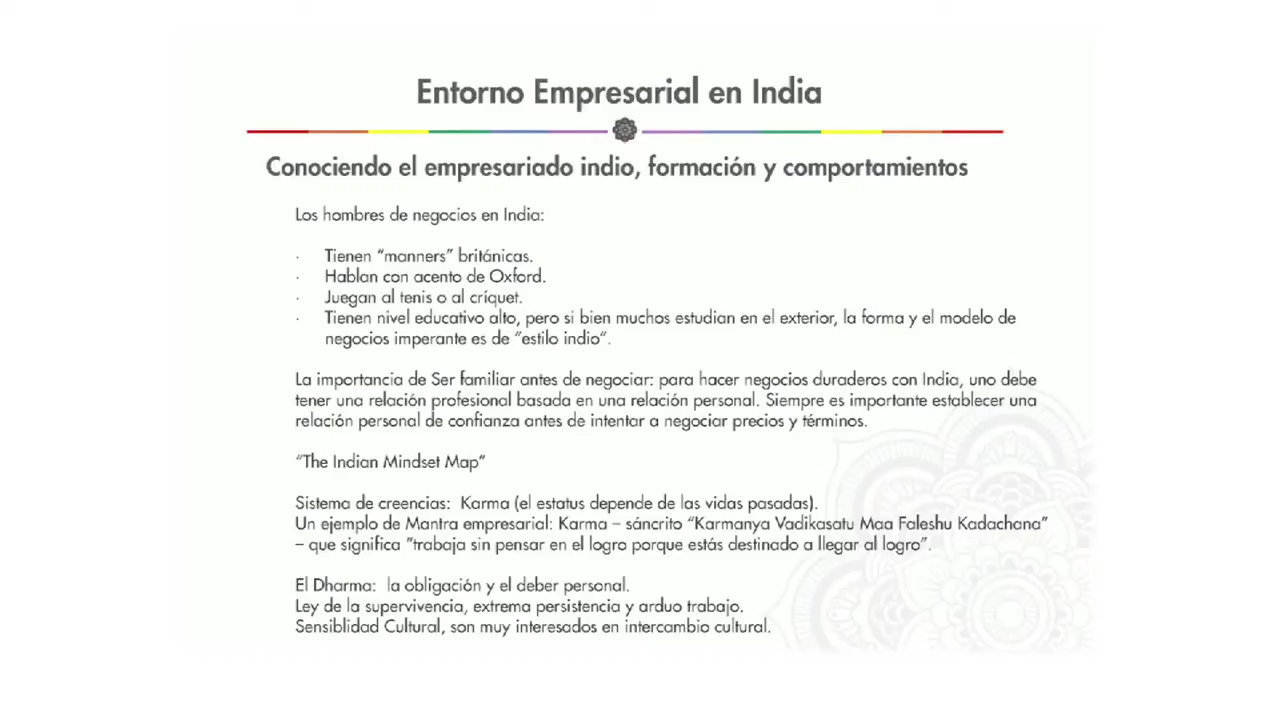 Entorno Empresarial en India
Conociendo el empresariado indio, formación y comportamientos
Los hombres de negocios en India:
· Tienen “manners” británicas.
· Hablan con acento de Oxford.
· Juegan al tenis o al críquet.
· Tienen nivel educativo alto, pero si bien muchos estudian en el exterior, la forma y el modelo de
negocios imperante es de “estilo indio”.
La importancia de Ser familiar antes de negociar: para hacer negocios duraderos con India, uno debe
tener una relación profesional basada en una relación personal. Siempre es importante establecer una
relación personal de confianza antes de intentar a negociar precios y términos.
“The Indian Mindset Map”
Sistema de creencias: Karma (el estatus depende de las vidas pasadas).
Un ejemplo de Mantra empresarial: Karma – sáncrito “Karmanya Vadikasatu Maa Faleshu Kadachana”
– que significa “trabaja sin pensar en el logro porque estás destinado a llegar al logro”.
El Dharma: la obligación y el deber personal.
Ley de la supervivencia, extrema persistencia y arduo trabajo.
Sensiblidad Cultural, son muy interesados en intercambio cultural.